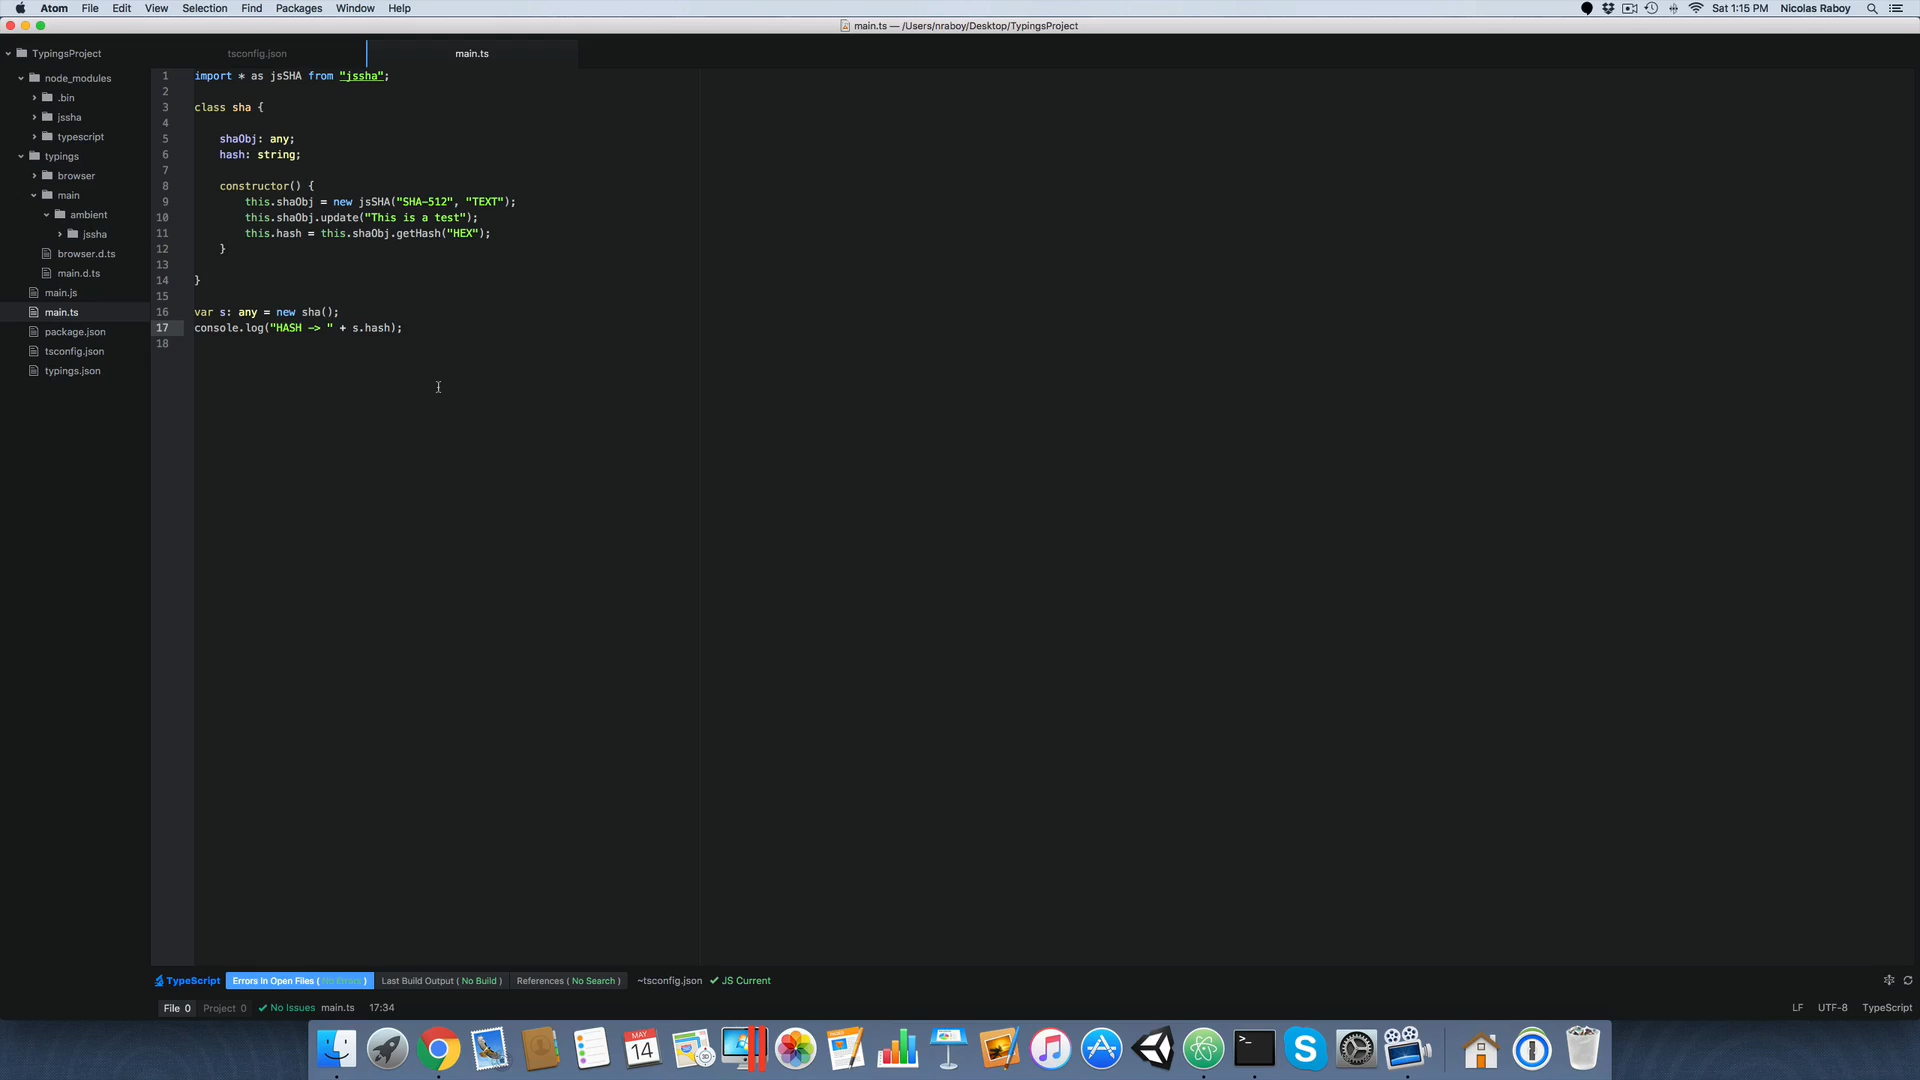 Atom File Edit View Selection Find Packages Window Help
Sat 1:15 PM Nicolas Raboy
main.ts — /Users/nraboy/Desktop/TypingsProject
TypingsProject
node_modules
.bin
jssha
typescript
typings
browser
main
ambient
jssha
browser.d.ts
main.d.ts
main.js
main.ts
package.json
tsconfig.json
typings.json
tsconfig.json
main.ts
1 import * as jsSHA from "jssha";
2
3 class sha {
4
5 shaObj: any;
6 hash: string;
7
8 constructor() {
9 this.shaObj = new jsSHA("SHA-512", "TEXT");
10 this.shaObj.update("This is a test");
11 this.hash = this.shaObj.getHash("HEX");
12 }
13
14 }
15
16 var s: any = new sha();
17 console.log("HASH -> " + s.hash);
18
TypeScript Errors In Open Files ( No Errors ) Last Build Output ( No Build ) References ( No Search ) ~tsconfig.json JS Current
File 0 Project 0 No Issues main.ts 17:34 LF UTF-8 TypeScript
MAY
14
3D
>_
S